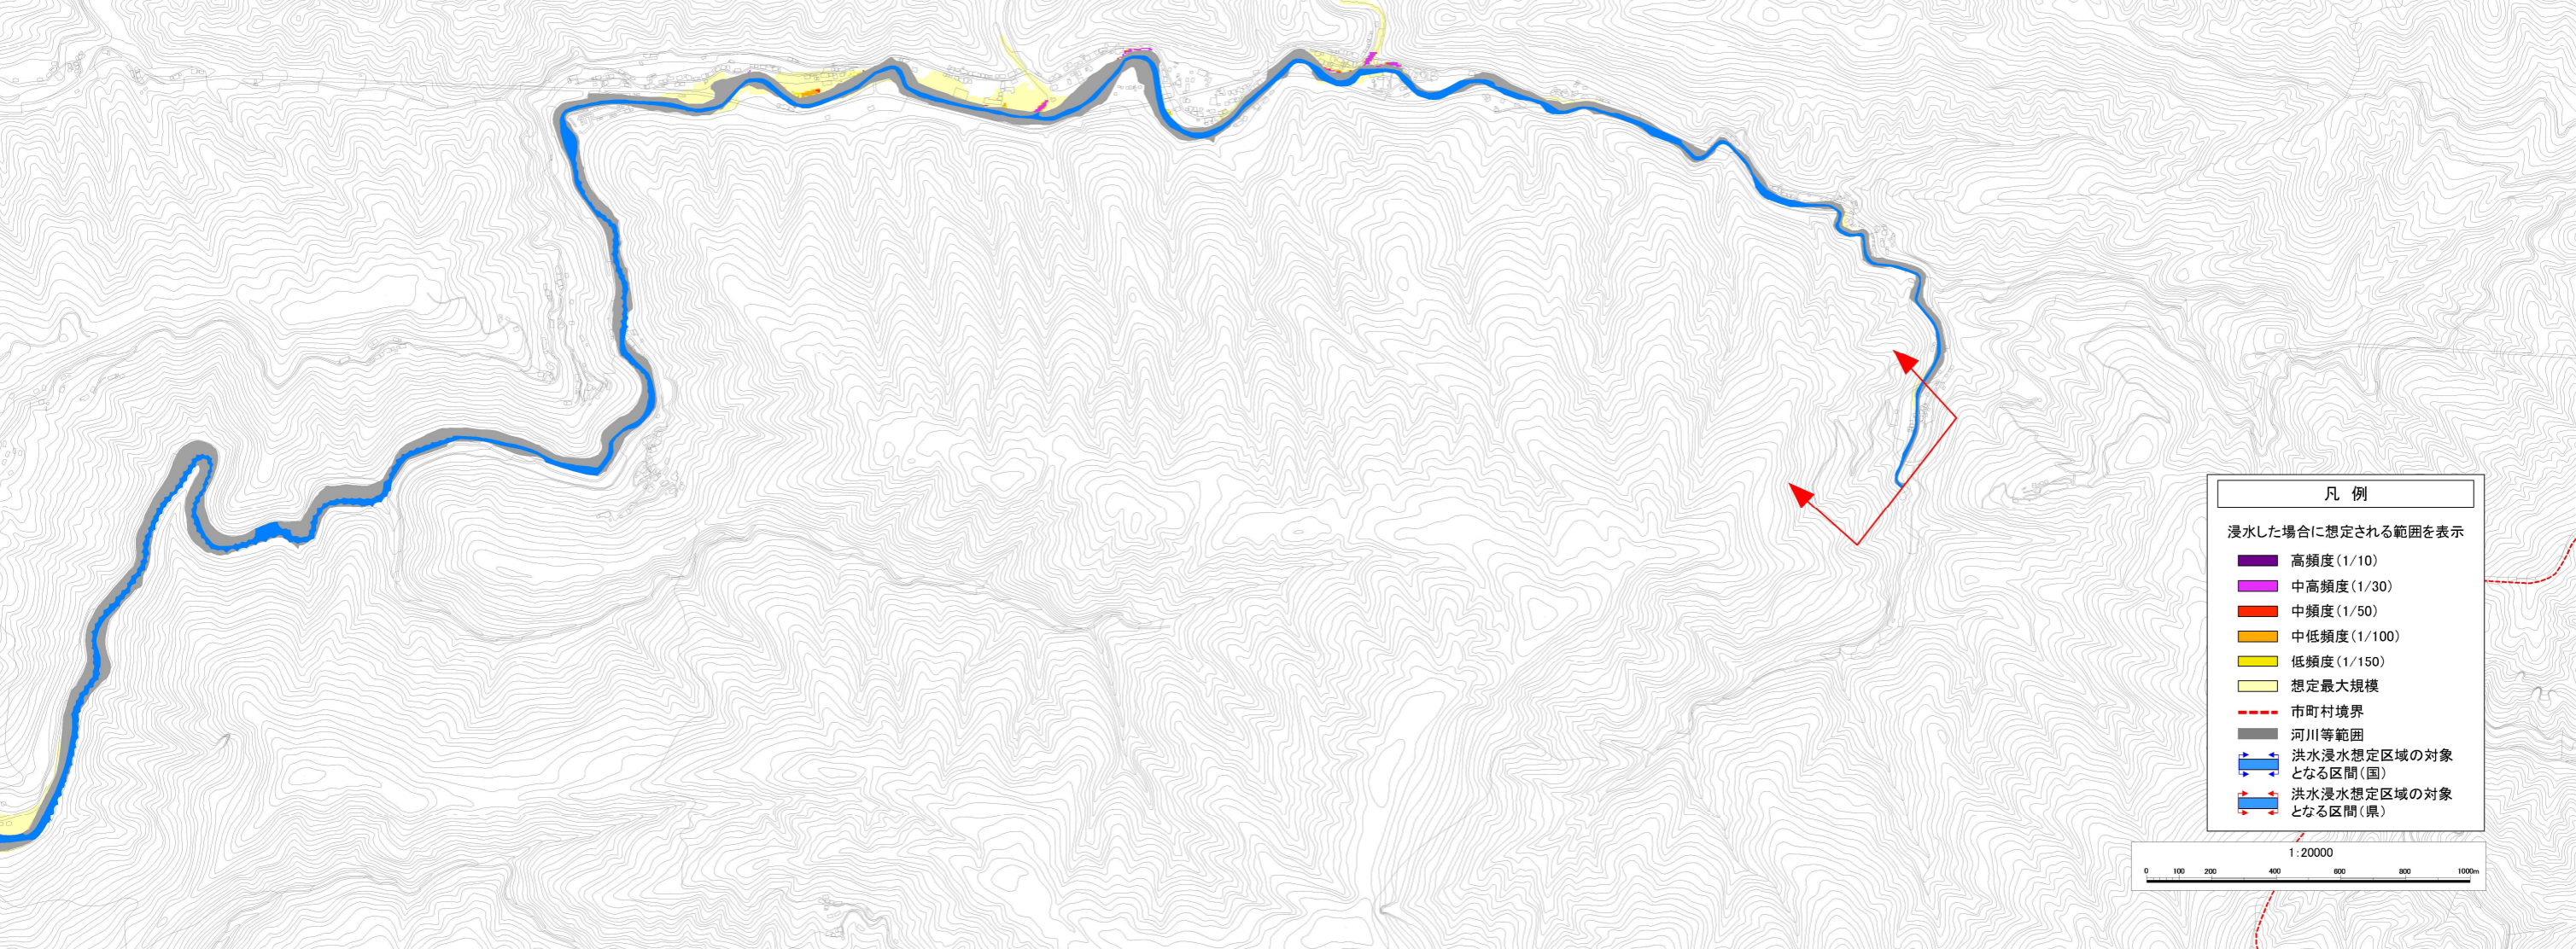 凡 例
浸水した場合に想定される範囲を表示
高頻度(1/10)
中高頻度(1/30)
中頻度(1/50)
中低頻度(1/100)
低頻度(1/150)
想定最大規模
市町村境界
河川等範囲
洪水浸水想定区域の対象
となる区間(国)
洪水浸水想定区域の対象
となる区間(県)
1:20000
0 100 200 400 600 800 1000m